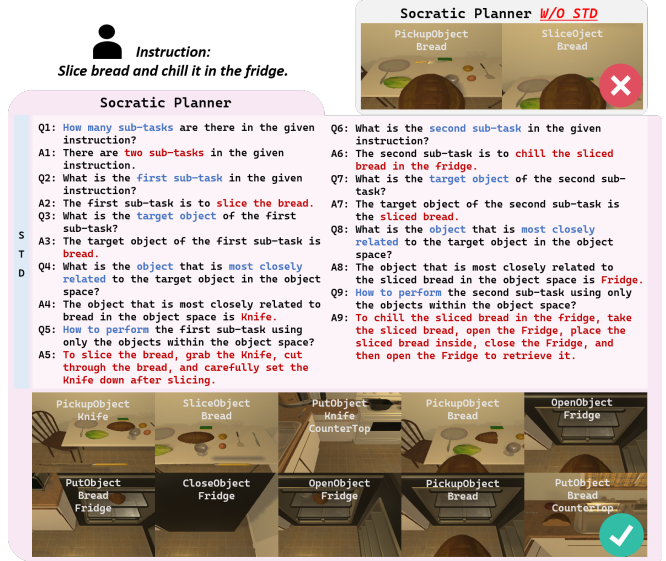 Socratic Planner W/O STD
PickupObject
Bread
SliceOject
Bread
Instruction:
Slice bread and chill it in the fridge.
Socratic Planner
S
T
D
Q1: How many sub-tasks are there in the given
instruction?
A1: There are two sub-tasks in the given
instruction.
Q2: What is the first sub-task in the given
instruction?
A2: The first sub-task is to slice the bread.
Q3: What is the target object of the first
sub-task?
A3: The target object of the first sub-task is
bread.
Q4: What is the object that is most closely
related to the target object in the object
space?
A4: The object that is most closely related to
bread in the object space is Knife.
Q5: How to perform the first sub-task using
only the objects within the object space?
A5: To slice the bread, grab the Knife, cut
through the bread, and carefully set the
Knife down after slicing.
Q6: What is the second sub-task in the given
instruction?
A6: The second sub-task is to chill the sliced
bread in the fridge.
Q7: What is the target object of the second sub-
task?
A7: The target object of the second sub-task is
the sliced bread.
Q8: What is the object that is most closely
related to the target object in the object
space?
A8: The object that is most closely related to
the sliced bread in the object space is Fridge.
Q9: How to perform the second sub-task using only
the objects within the object space?
A9: To chill the sliced bread in the fridge, take
the sliced bread, open the Fridge, place the
sliced bread inside, close the Fridge, and
then open the Fridge to retrieve it.
PickupObject
Knife
SliceObject
Bread
PutObject
Knife
CounterTop
PickupObject
Bread
OpenObject
Fridge
PutObject
Bread
Fridge
CloseObject
Fridge
OpenObject
Fridge
PickupObject
Bread
PutObject
Bread
CounterTop